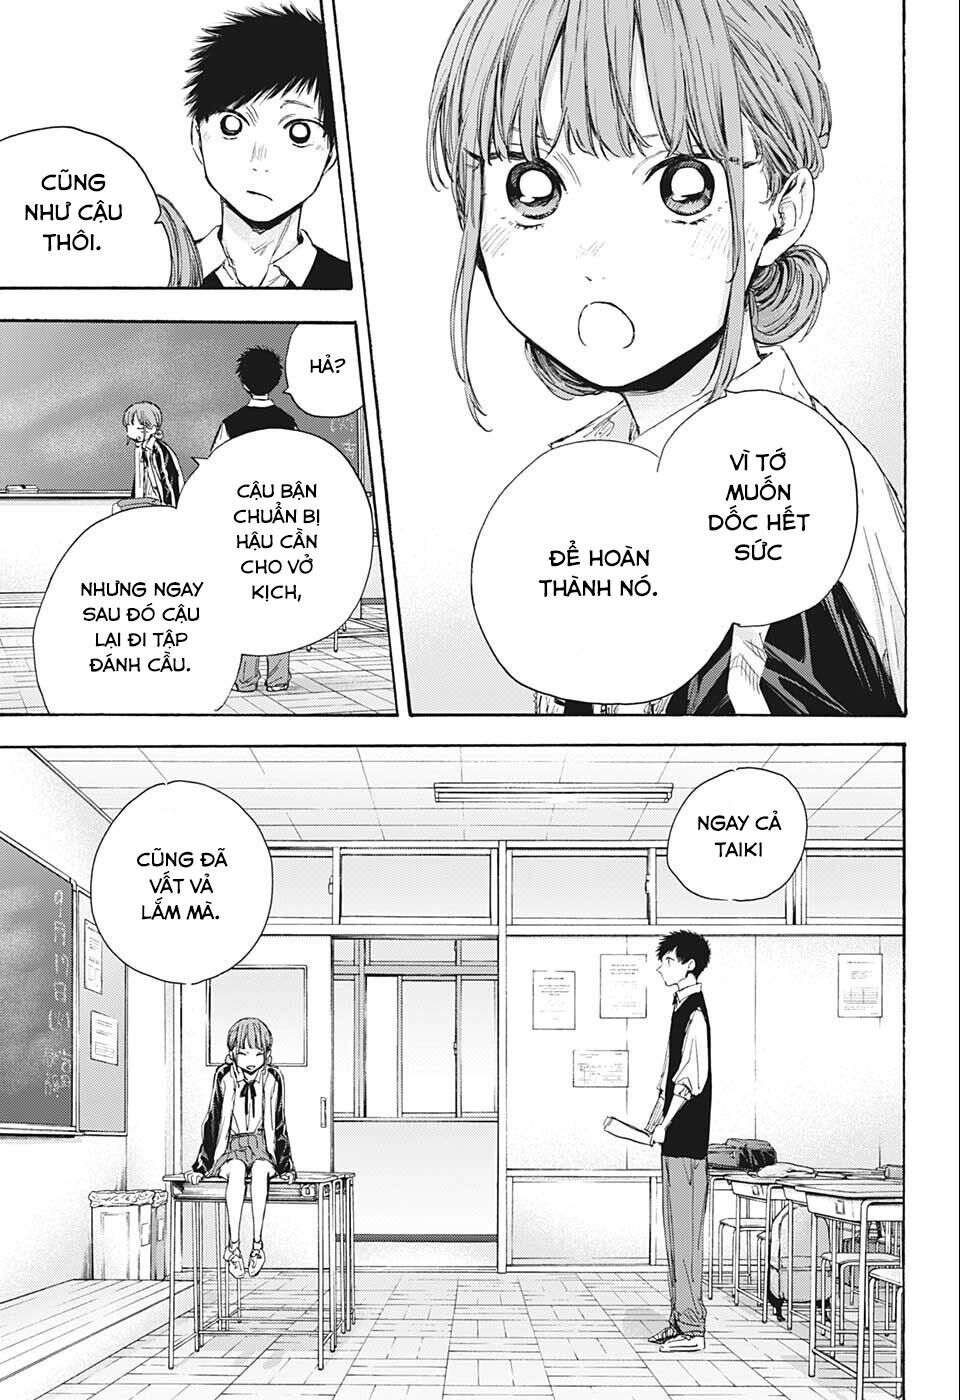 VÌ TỚ
MUỐN
DỐC HẾT
SỨC
ĐỂ HOÀN
THÀNH NÓ.
CŨNG
NHƯ CẬU
THÔI.
HẢ?
CẬU BẬN
CHUẨN BỊ
HẬU CẦN
CHO VỞ
KỊCH,
NHƯNG NGAY
SAU ĐÓ CẬU
LẠI ĐI TẬP
ĐÁNH CẦU.
NGAY CẢ
TAIKI
CŨNG ĐÃ
VẤT VẢ
LẮM MÀ.